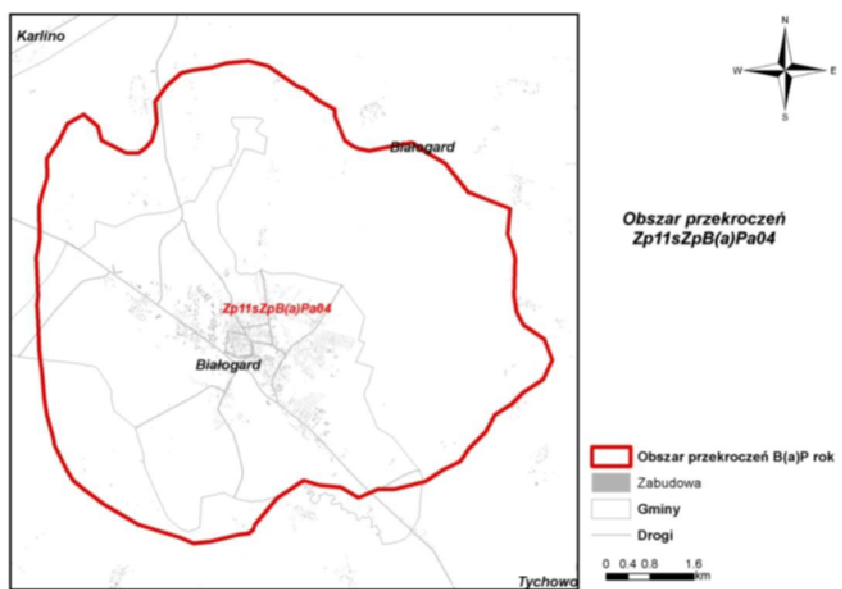 Karlino
Białogard
Zp11sZpB(a)Pa04
Białogard
Tychowo
N
W E
S
Obszar przekroczeń
Zp11sZpB(a)Pa04
Obszar przekroczeń B(a)P rok
Zabudowa
Gminy
Drogi
0 0.4 0.8 1.6
km